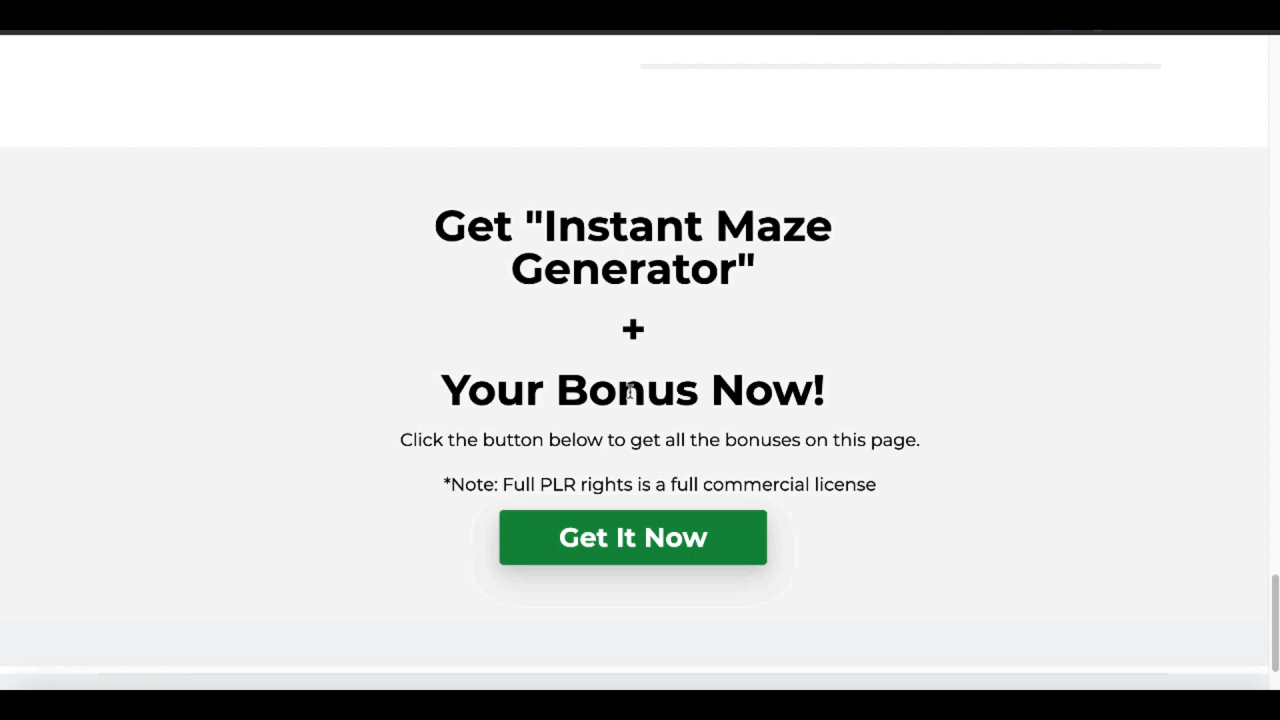 Get "Instant Maze
Generator"
+
Your Bonus Now!
Click the button below to get all the bonuses on this page.
*Note: Full PLR rights is a full commercial license
Get It Now